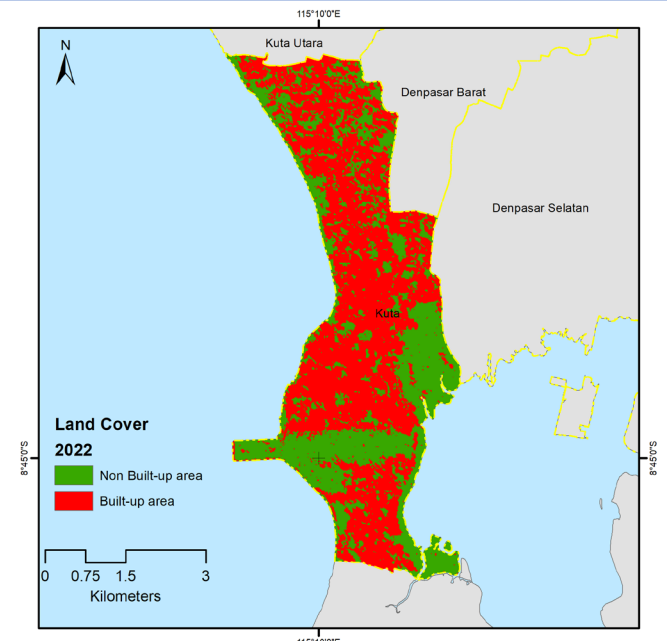 115°10'0"E
N
Kuta Utara
Denpasar Barat
Denpasar Selatan
Kuta
Land Cover
2022
Non Built-up area
Built-up area
8°45'0"S
8°45'0"S
0 0.75 1.5 3
Kilometers